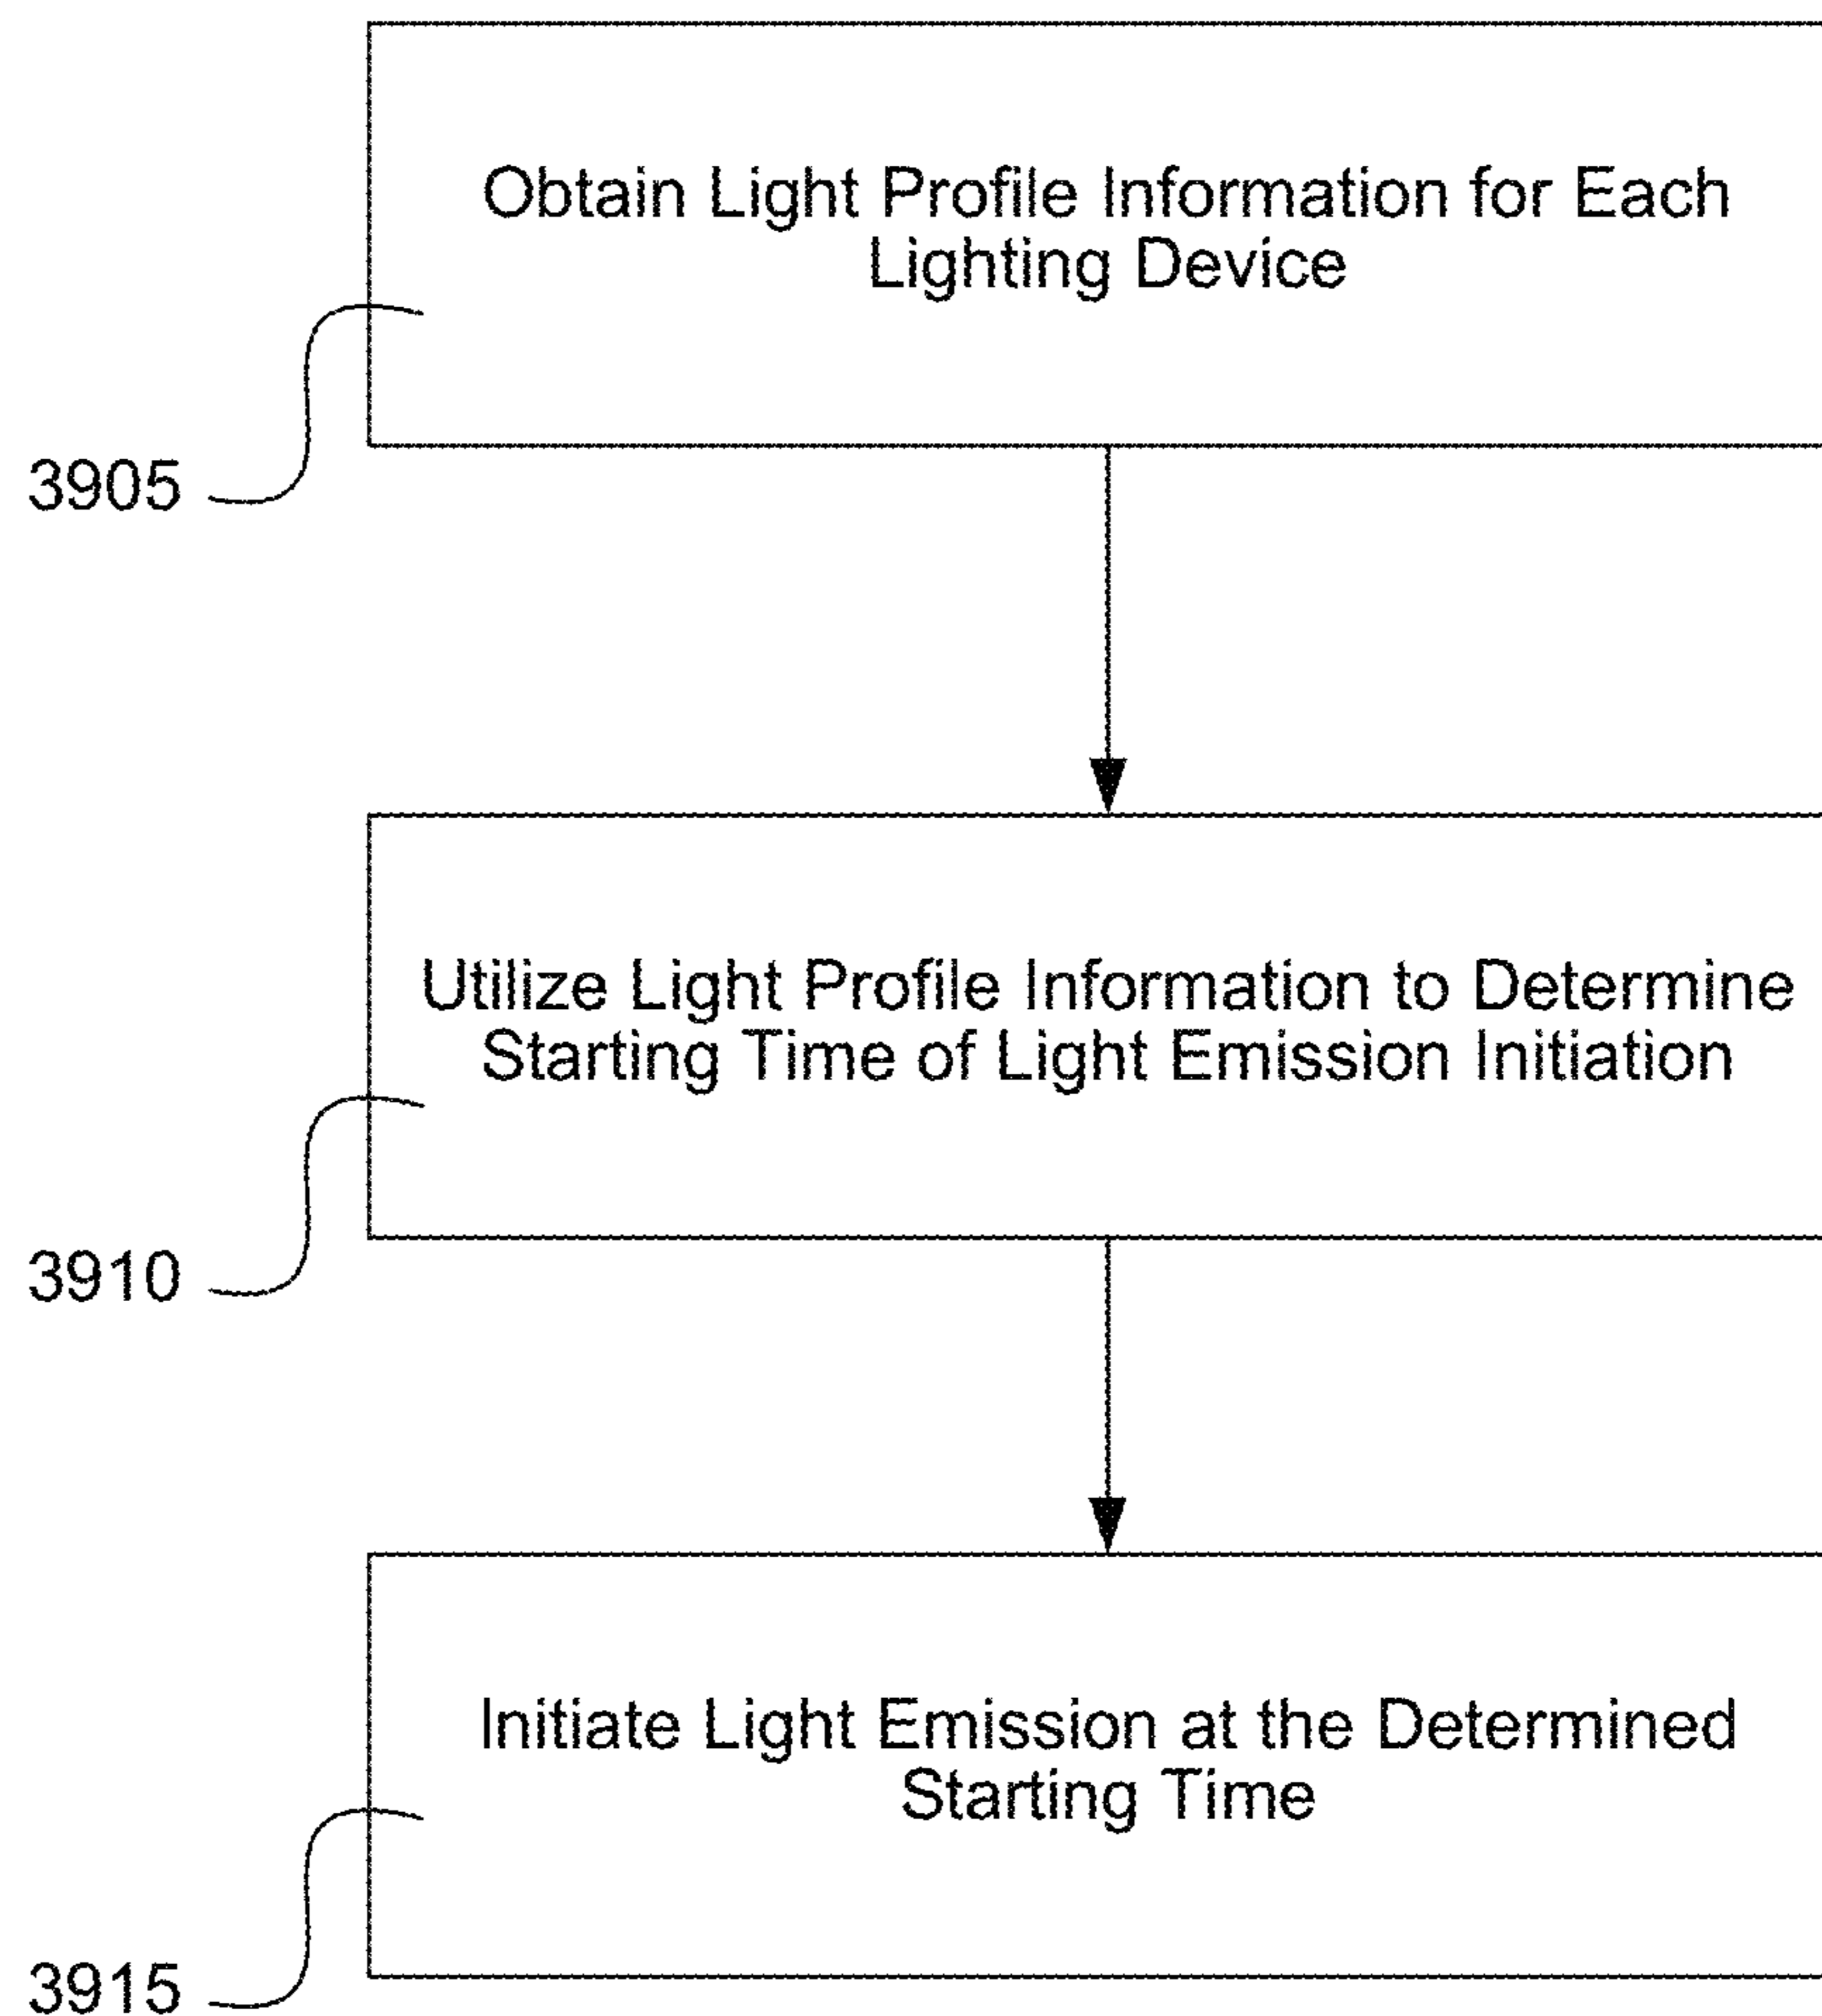 Obtain Light Profile Information for Each
Lighting Device
3905
Utilize Light Profile Information to Determine
Starting Time of Light Emission Initiation
3910
Initiate Light Emission at the Determined
Starting Time
3915